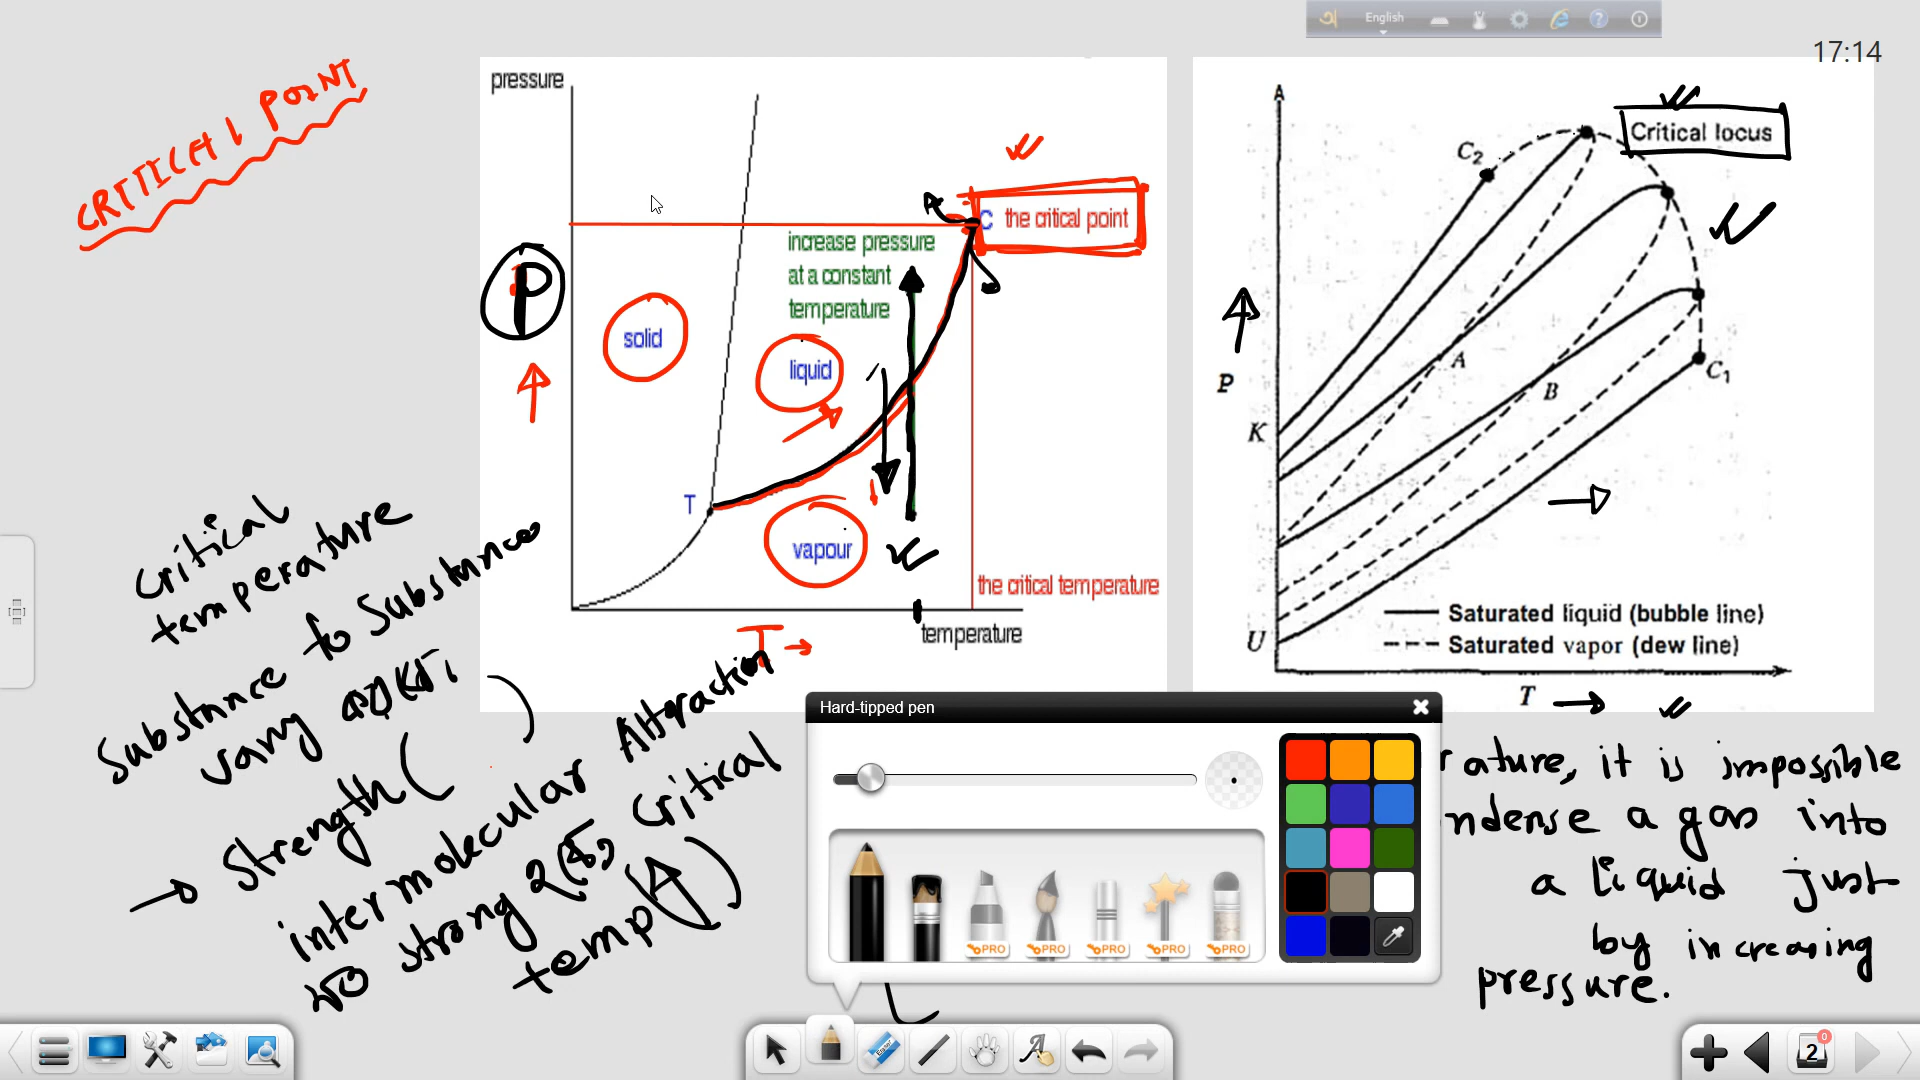 English
17:14
CRITICAL POINT
pressure
C the critical point
increase pressure
at a constant
temperature
P
solid
liquid
T
vapour
the critical temperature
temperature
T
A
Critical locus
C₂
C₁
A
B
P
K
U
Saturated liquid (bubble line)
Saturated vapor (dew line)
T
Critical
temperature
Substance to Substance
vary
Strength (
intermolecular Attraction)
strong
Critical
temp
Hard-tipped pen
PRO
PRO
PRO
PRO
PRO
Eraser
rature, it is impossible
ndense a gas into
a liquid just
by increasing
pressure.
A
2
0